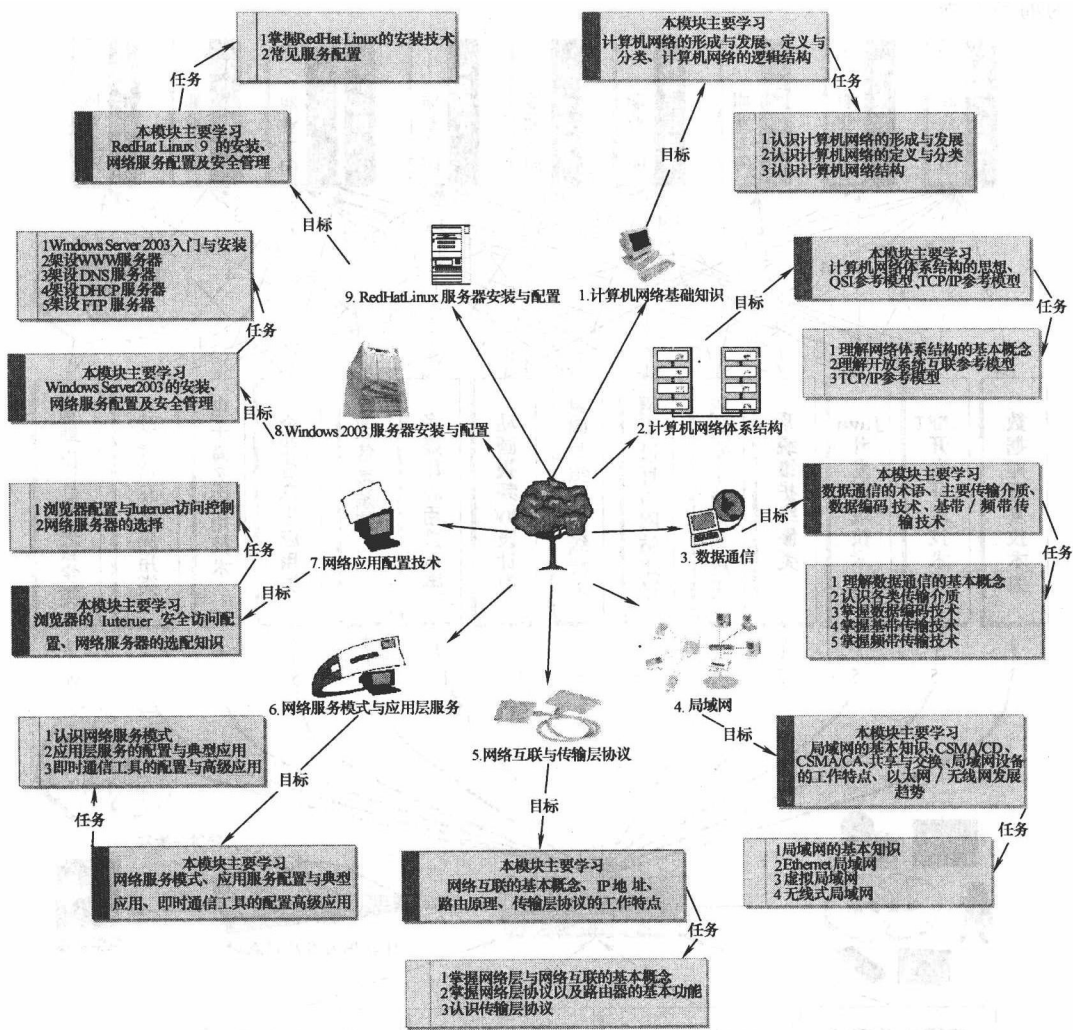 1掌握RedHat Linux的安装技术
2常见服务配置
任务
本模块主要学习
RedHat Linux 9 的安装、
网络服务配置及安全管理
目标
9. RedHatLinux 服务器安装与配置
本模块主要学习
计算机网络的形成与发展、定义与
分类、计算机网络的逻辑结构
任务
1认识计算机网络的形成与发展
2认识计算机网络的定义与分类
3认识计算机网络结构
目标
1.计算机网络基础知识
1Windows Server 2003入门与安装
2架设WWW服务器
3架设DNS服务器
4架设DHCP服务器
5架设FTP 服务器
任务
本模块主要学习
Windows Server2003的安装、
网络服务配置及安全管理
目标
8.Windows 2003服务器安装与配置
本模块主要学习
计算机网络体系结构的思想、
QSI参考模型、TCP/IP参考模型
目标
任务
1理解网络体系结构的基本概念
2理解开放系统互联参考模型
3TCP/IP参考模型
2.计算机网络体系结构
1浏览器配置与Iuteruer访问控制
2网络服务器的选择
任务
本模块主要学习
浏览器的 Iuteruer 安全访问配
置、网络服务器的选配知识
目标
7.网络应用配置技术
本模块主要学习
数据通信的术语、主要传输介质、
数据编码技术、基带/频带传
输技术
目标
任务
1 理解数据通信的基本概念
2认识各类传输介质
3掌握数据编码技术
4掌握基带传输技术
5掌握频带传输技术
3. 数据通信
6.网络服务模式与应用层服务
1认识网络服务模式
2应用层服务的配置与典型应用
3即时通信工具的配置与高级应用
任务
目标
本模块主要学习
网络服务模式、应用服务配置与典型
应用、即时通信工具的配置高级应用
5.网络互联与传输层协议
目标
本模块主要学习
网络互联的基本概念、IP地址、
路由原理、传输层协议的工作特点
任务
1掌握网络层与网络互联的基本概念
2掌握网络层协议以及路由器的基本功能
3认识传输层协议
4. 局域网
目标
本模块主要学习
局域网的基本知识、CSMA/CD、
CSMA/CA、共享与交换、局域网设备
的工作特点、以太网/无线网发展
趋势
任务
1局域网的基本知识
2Ethernet局域网
3虚拟局域网
4无线式局域网